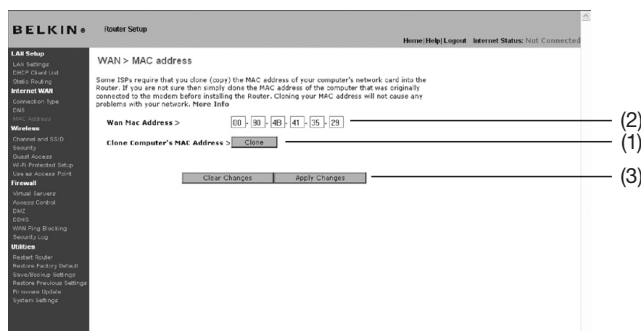 BELKIN
Router Setup
Home|Help|Logout Internet Status: Not Connected
LAN Setup
LAN Settings
DHCP Client List
Static Routing
Internet WAN
Connection Type
DNS
MAC Address
Wireless
Channel and SSID
Security
Guest Access
Wi-Fi Protected Setup
Use as Access Point
Firewall
Virtual Servers
Access Control
DMZ
DDNS
WAN Ping Blocking
Security Log
Utilities
Restart Router
Restore Factory Default
Save/Backup Settings
Restore Previous Settings
Firmware Update
System Settings
WAN > MAC address
Some ISPs require that you clone (copy) the MAC address of your computer's network card into the
Router. If you are not sure then simply clone the MAC address of the computer that was originally
connected to the modem before installing the Router. Cloning your MAC address will not cause any
problems with your network. More Info
Wan Mac Address > 00 - 90 - 4B - 41 - 35 - 29 (2)
Clone Computer's MAC Address > Clone (1)
Clear Changes Apply Changes (3)